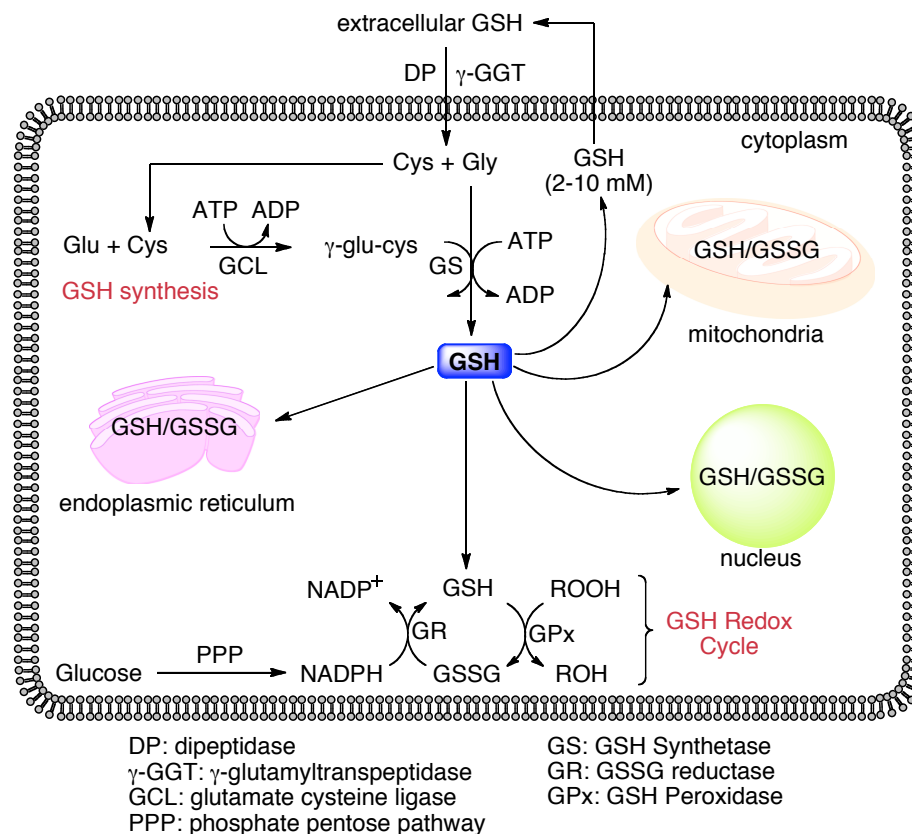 extracellular GSH
DP γ-GGT
cytoplasm
Cys + Gly
GSH
(2-10 mM)
ATP ADP
Glu + Cys
GCL
γ-glu-cys
GS
ATP
ADP
GSH synthesis
GSH/GSSG
mitochondria
GSH
GSH/GSSG
endoplasmic reticulum
GSH/GSSG
nucleus
NADP+
GSH
ROOH
GR
GPx
GSH Redox
Cycle
Glucose
PPP
NADPH
GSSG
ROH
DP: dipeptidase
γ-GGT: γ-glutamyltranspeptidase
GCL: glutamate cysteine ligase
PPP: phosphate pentose pathway
GS: GSH Synthetase
GR: GSSG reductase
GPx: GSH Peroxidase